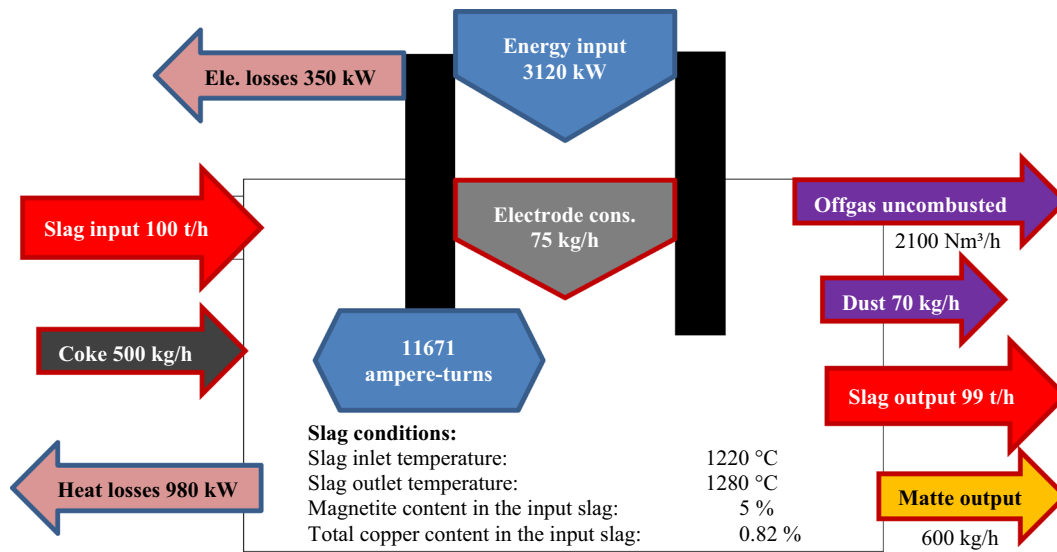 Energy input
3120 kW
Ele. losses 350 kW
Slag input 100 t/h
Electrode cons.
75 kg/h
Offgas uncombusted
2100 Nm³/h
Dust 70 kg/h
Coke 500 kg/h
11671
ampere-turns
Slag output 99 t/h
Slag conditions:
Slag inlet temperature: 1220 °C
Slag outlet temperature: 1280 °C
Magnetite content in the input slag: 5 %
Total copper content in the input slag: 0.82 %
Heat losses 980 kW
Matte output
600 kg/h